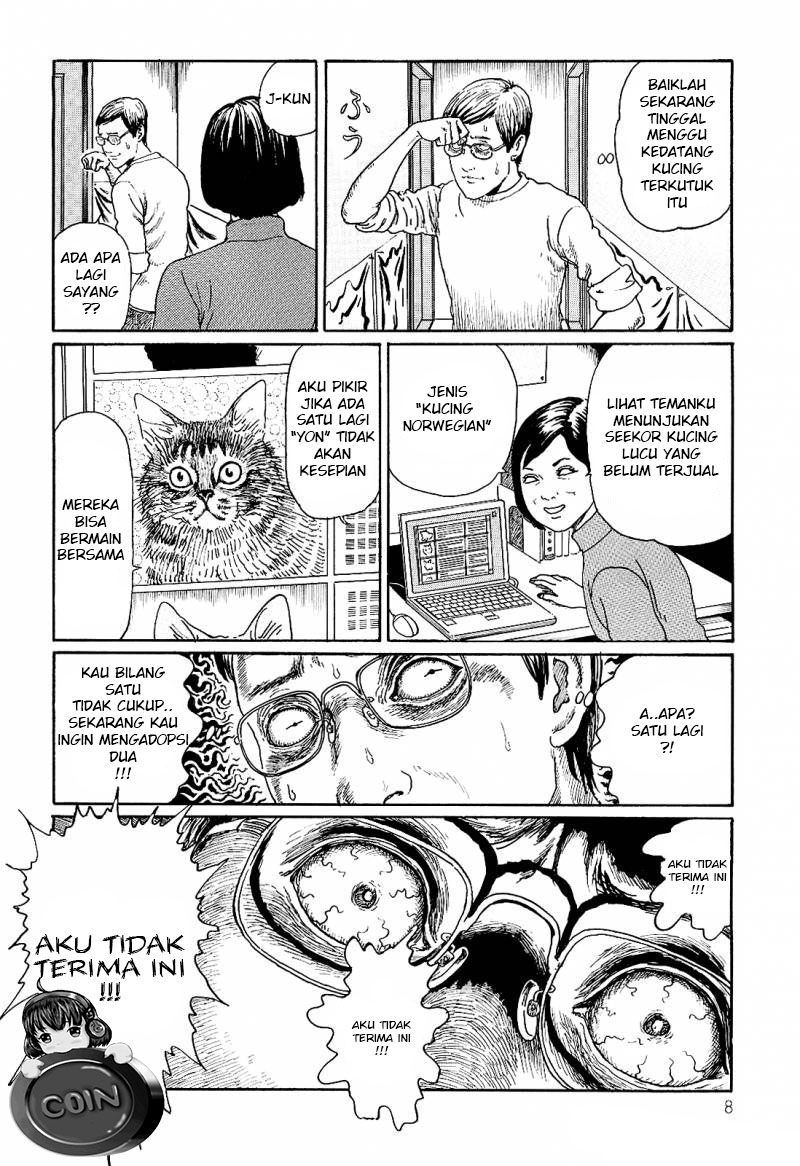 BAIKLAH
SEKARANG
TINGGAL
MENGGU
KEDATANG
KUCING
TERKUTUK
ITU
ふぅ
J-KUN
ADA APA
LAGI
SAYANG
??
LIHAT TEMANKU
MENUNJUKAN
SEEKOR KUCING
LUCU YANG
BELUM TERJUAL
JENIS
"KUCING
NORWEGIAN"
AKU PIKIR
JIKA ADA
SATU LAGI
"YON" TIDAK
AKAN
KESEPIAN
MEREKA
BISA
BERMAIN
BERSAMA
A..APA?
SATU LAGI
?!
KAU BILANG
SATU
TIDAK CUKUP..
SEKARANG KAU
INGIN MENGADOPSI
DUA
!!!
AKU TIDAK
TERIMA INI
!!!
AKU TIDAK
TERIMA INI
!!!
AKU TIDAK
TERIMA INI
!!!
COIN
8